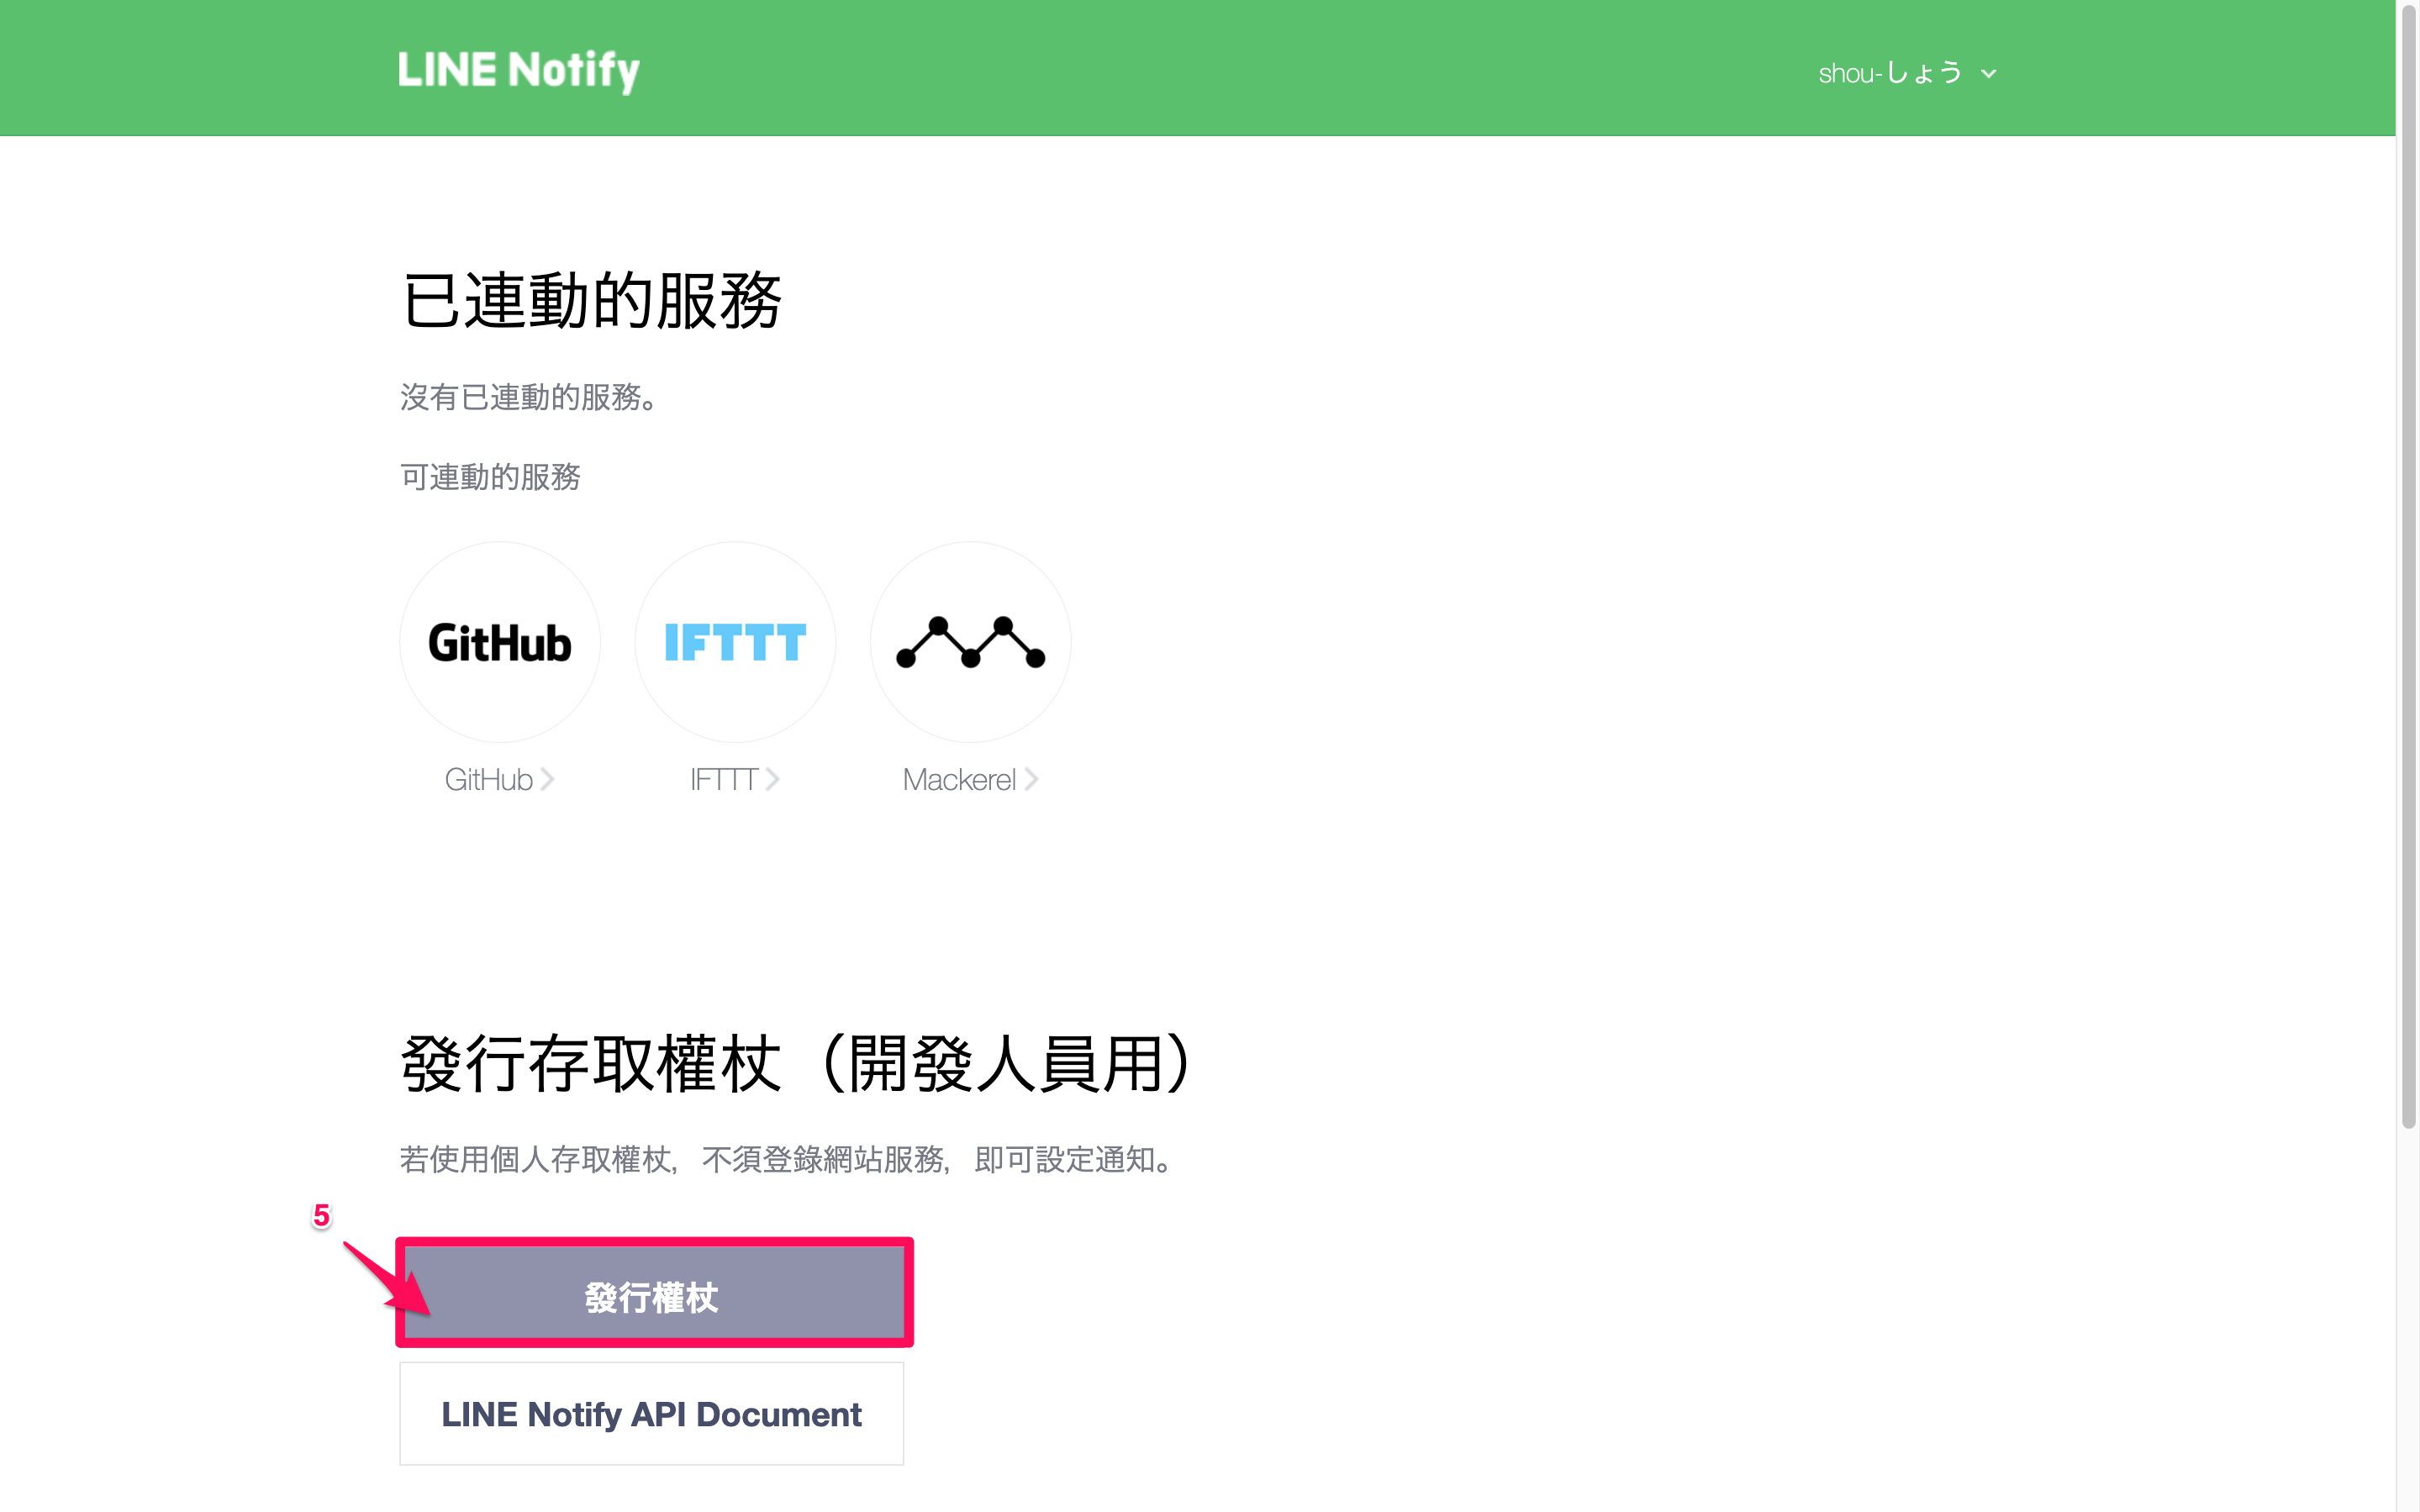 LINE Notify
shou-しょう
已連動的服務
沒有已連動的服務。
可連動的服務
GitHub IFTTT
GitHub IFTTT Mackerel
發行存取權杖（開發人員用）
若使用個人存取權杖，不須登錄網站服務，即可設定通知。
5
發行權杖
LINE Notify API Document